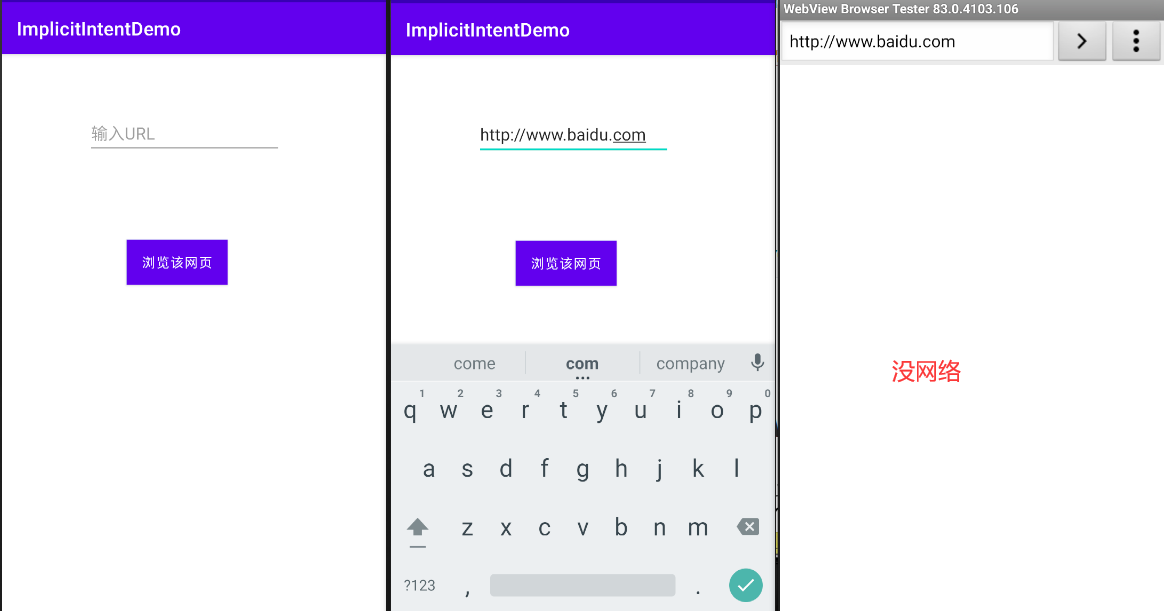 ImplicitIntentDemo
输入URL
浏览该网页
ImplicitIntentDemo
http://www.baidu.com
浏览该网页
come com company
1 2 3 4 5 6 7 8 9 0
q w e r t y u i o p
a s d f g h j k l
z x c v b n m
?123 , .
WebView Browser Tester 83.0.4103.106
http://www.baidu.com
没网络